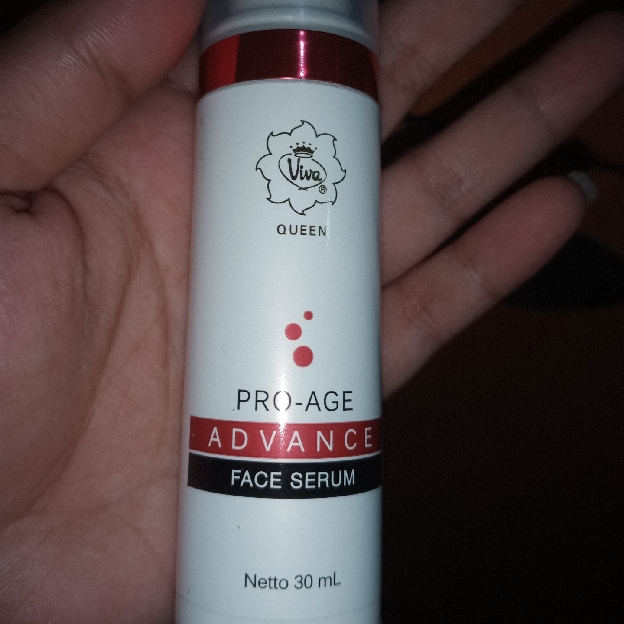 Viva®
QUEEN
PRO-AGE
ADVANCE
FACE SERUM
Netto 30 mL